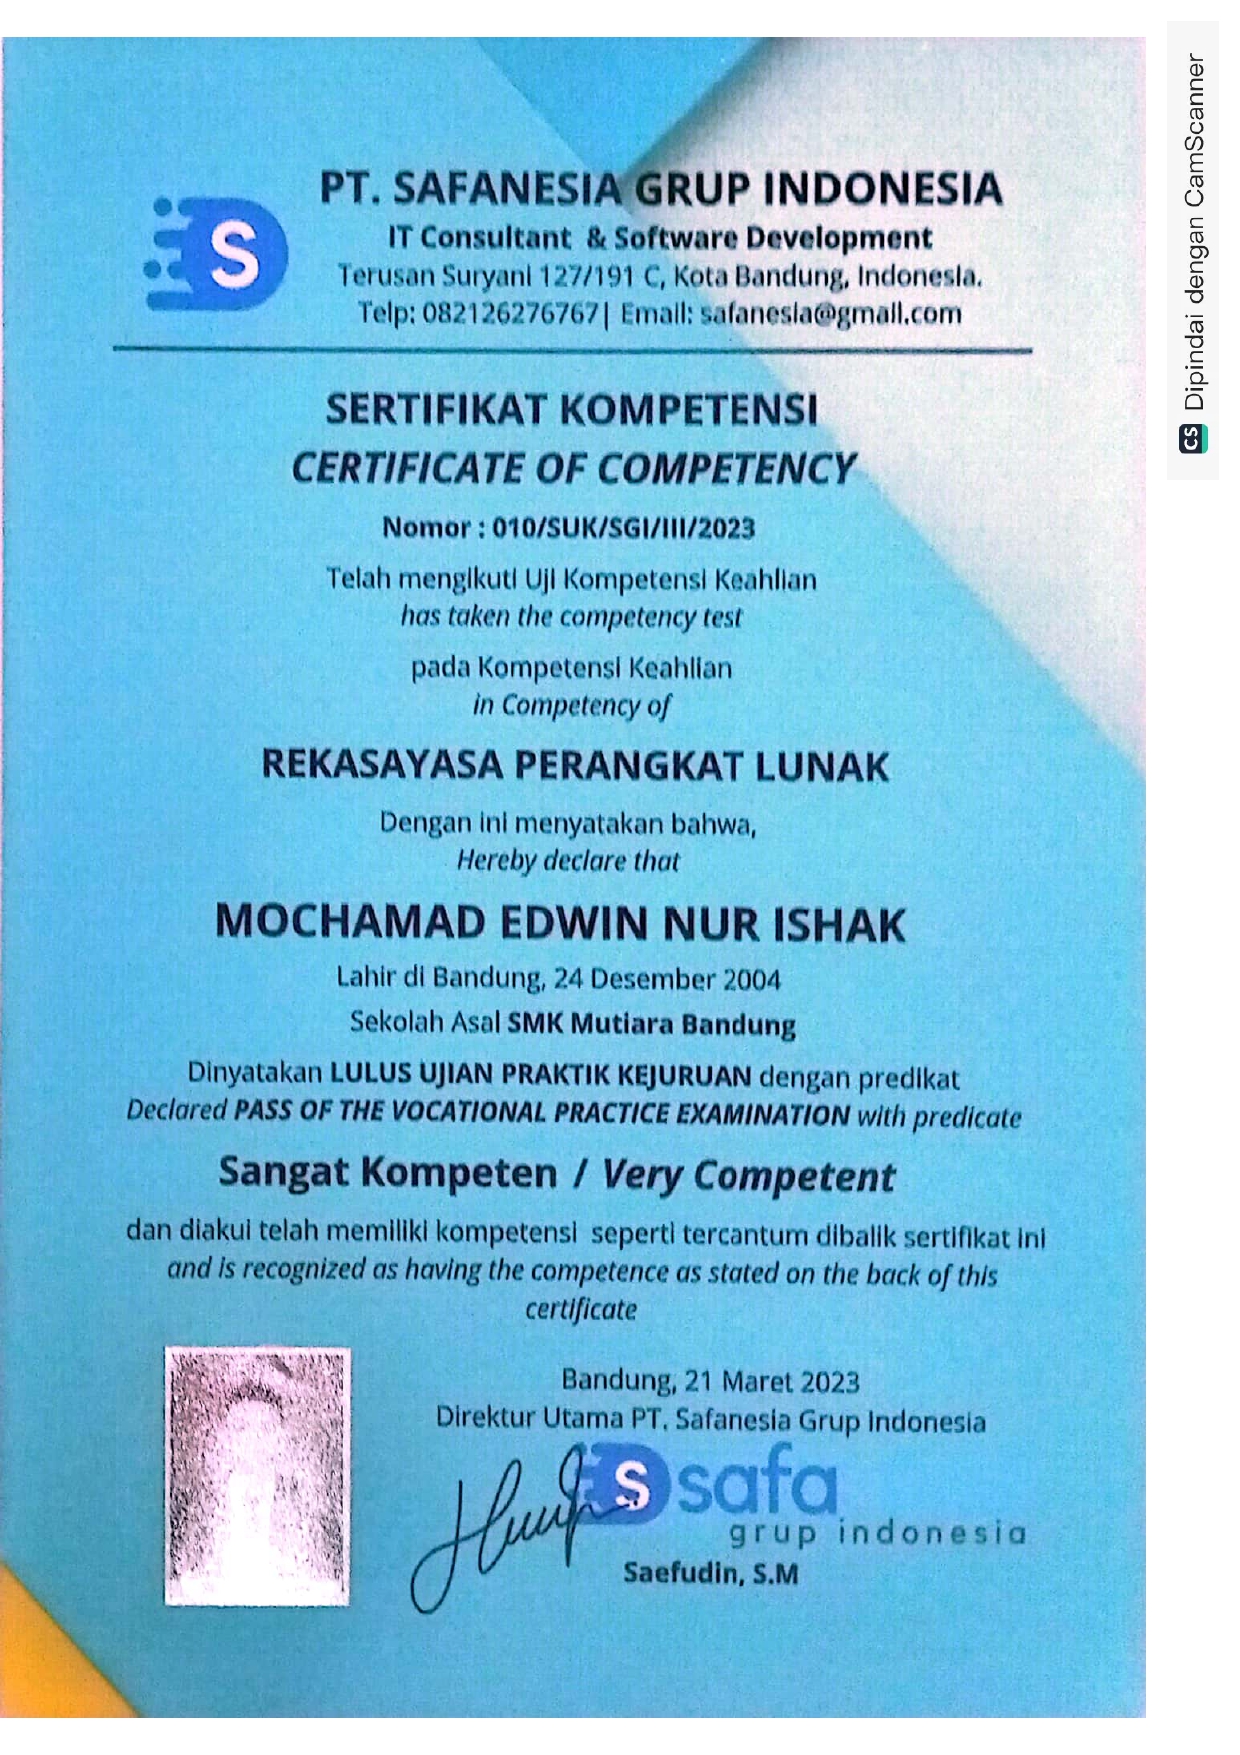 PT. SAFANESIA GRUP INDONESIA
S
IT Consultant & Software Development
Terusan Suryani 127/191 C, Kota Bandung, Indonesia.
Telp: 082126276767| Email: safanesia@gmail.com
SERTIFIKAT KOMPETENSI
CERTIFICATE OF COMPETENCY
Nomor : 010/SUK/SGI/III/2023
Telah mengikuti Uji Kompetensi Keahlian
has taken the competency test
pada Kompetensi Keahlian
in Competency of
REKASAYASA PERANGKAT LUNAK
Dengan ini menyatakan bahwa,
Hereby declare that
MOCHAMAD EDWIN NUR ISHAK
Lahir di Bandung, 24 Desember 2004
Sekolah Asal SMK Mutiara Bandung
Dinyatakan LULUS UJIAN PRAKTIK KEJURUAN dengan predikat
Declared PASS OF THE VOCATIONAL PRACTICE EXAMINATION with predicate
Sangat Kompeten / Very Competent
dan diakui telah memiliki kompetensi seperti tercantum dibalik sertifikat ini
and is recognized as having the competence as stated on the back of this
certificate
Bandung, 21 Maret 2023
Direktur Utama PT. Safanesia Grup Indonesia
S safa
grup indonesia
Saefudin, S.M
CS Dipindai dengan CamScanner